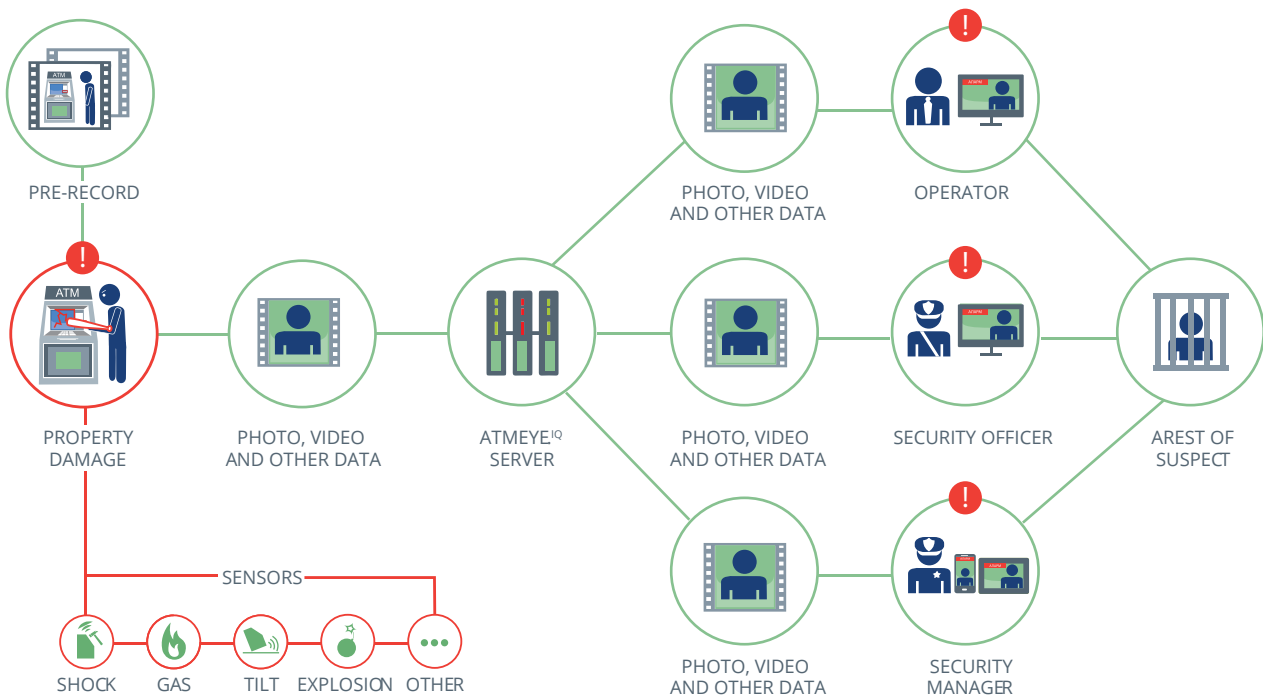 ATM
PRE-RECORD
PHOTO, VIDEO
AND OTHER DATA
OPERATOR
ATM
PROPERTY
DAMAGE
PHOTO, VIDEO
AND OTHER DATA
ATMEYE.IQ
SERVER
PHOTO, VIDEO
AND OTHER DATA
SECURITY OFFICER
AREST OF
SUSPECT
SENSORS
SHOCK
GAS
TILT
EXPLOSION
OTHER
PHOTO, VIDEO
AND OTHER DATA
SECURITY
MANAGER